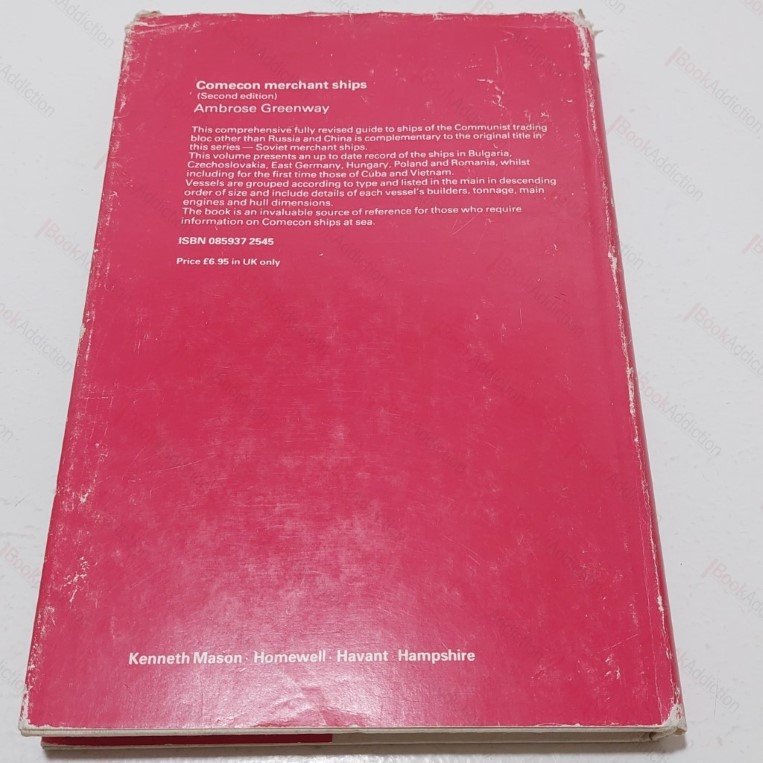 Comecon merchant ships
(Second edition)
Ambrose Greenway
This comprehensive fully revised guide to ships of the Communist trading
bloc other than Russia and China is complementary to the original title in
this series — Soviet merchant ships.
This volume presents an up to date record of the ships in Bulgaria,
Czechoslovakia, East Germany, Hungary, Poland and Romania, whilst
including for the first time those of Cuba and Vietnam.
Vessels are grouped according to type and listed in the main in descending
order of size and include details of each vessel's builders, tonnage, main
engines and hull dimensions.
The book is an invaluable source of reference for those who require
information on Comecon ships at sea.
ISBN 085937 2545
Price £6.95 in UK only
Kenneth Mason · Homewell · Havant Hampshire
BookAddiction